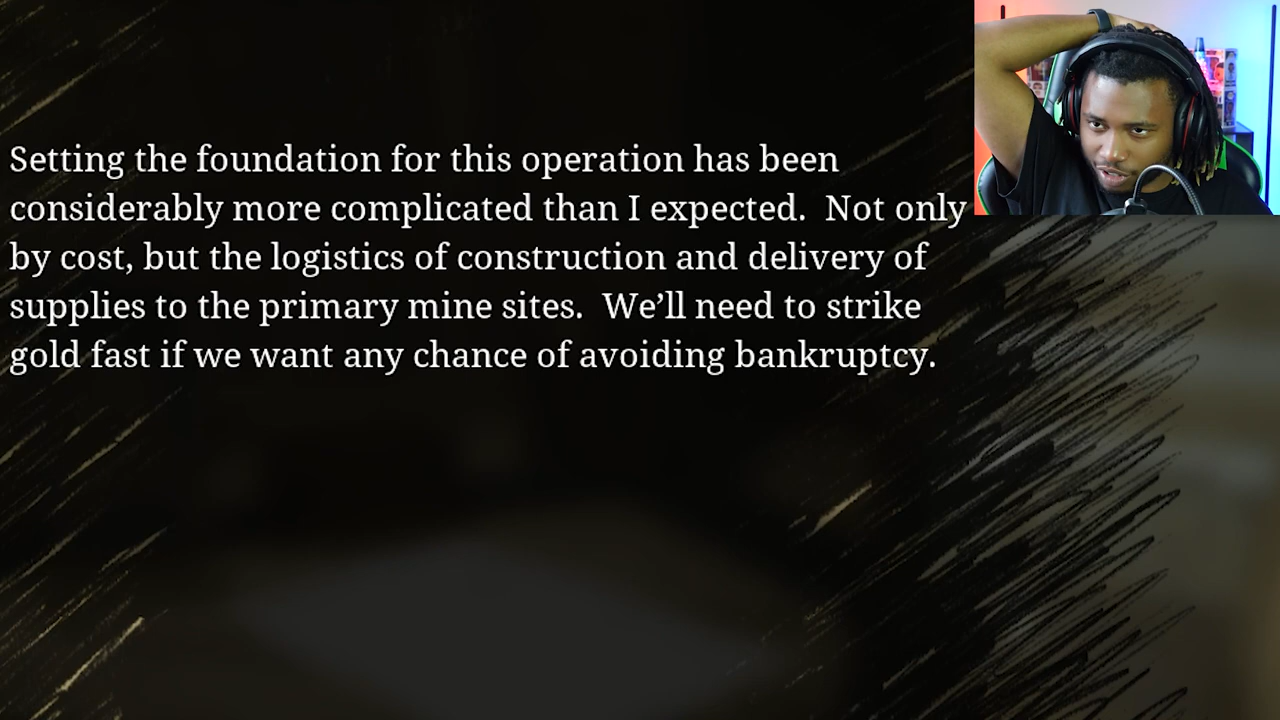 Setting the foundation for this operation has been
considerably more complicated than I expected.  Not only
by cost, but the logistics of construction and delivery of
supplies to the primary mine sites.  We’ll need to strike
gold fast if we want any chance of avoiding bankruptcy.